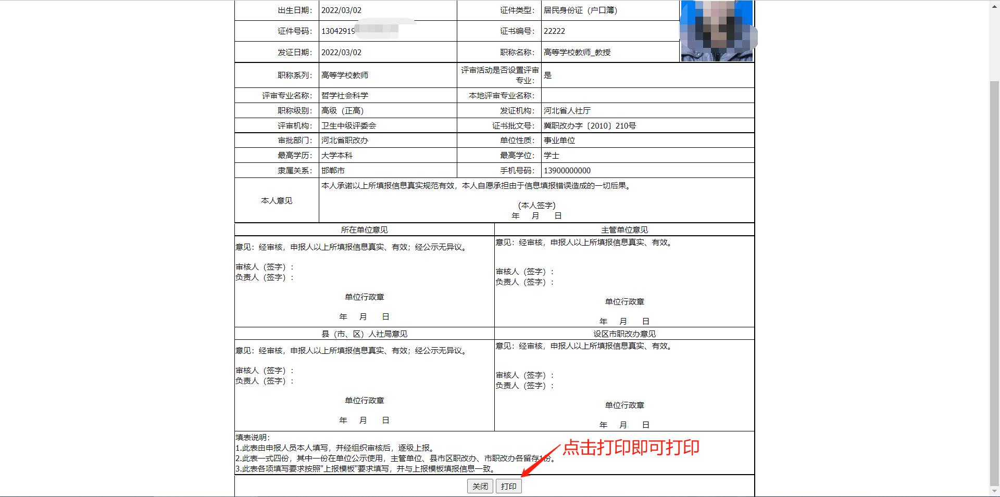 出生日期： 2022/03/02 证件类型： 居民身份证（户口簿）
证件号码： 13042919 证书编号： 22222
发证日期： 2022/03/02 职称名称： 高等学校教师_教授
职称系列： 高等学校教师 评审活动是否设置评审专业： 是
评审专业名称： 哲学社会科学 本地评审专业名称：
职称级别： 高级（正高） 发证机构： 河北省人社厅
评审机构： 卫生中级评委会 证书批文号： 冀职改办字〔2010〕210号
审批部门： 河北省职改办 单位性质： 事业单位
最高学历： 大学本科 最高学位： 学士
隶属关系： 邯郸市 手机号码： 13900000000
本人意见
本人承诺以上所填报信息真实规范有效，本人自愿承担由于信息填报错误造成的一切后果。
(本人签字)
年 月 日
所在单位意见
意见：经审核，申报人以上所填报信息真实、有效；经公示无异议。
审核人（签字）：
负责人（签字）：
单位行政章
年 月 日
主管单位意见
意见：经审核，申报人以上所填报信息真实、有效。
审核人（签字）：
负责人（签字）：
单位行政章
年 月 日
县（市、区）人社局意见
意见：经审核，申报人以上所填报信息真实、有效；经公示无异议。
审核人（签字）：
负责人（签字）：
单位行政章
年 月 日
设区市职改办意见
意见：经审核，申报人以上所填报信息真实、有效。
审核人（签字）：
负责人（签字）：
单位行政章
年 月 日
填表说明：
1.此表由申报人员本人填写，并经组织审核后，逐级上报。
2.此表一式四份，其中一份在单位公示使用，主管单位、县市区职改办、市职改办各留存1份。
3.此表各项填写要求按照"上报模板"要求填写，并与上报模板填报信息一致。
点击打印即可打印
关闭 打印